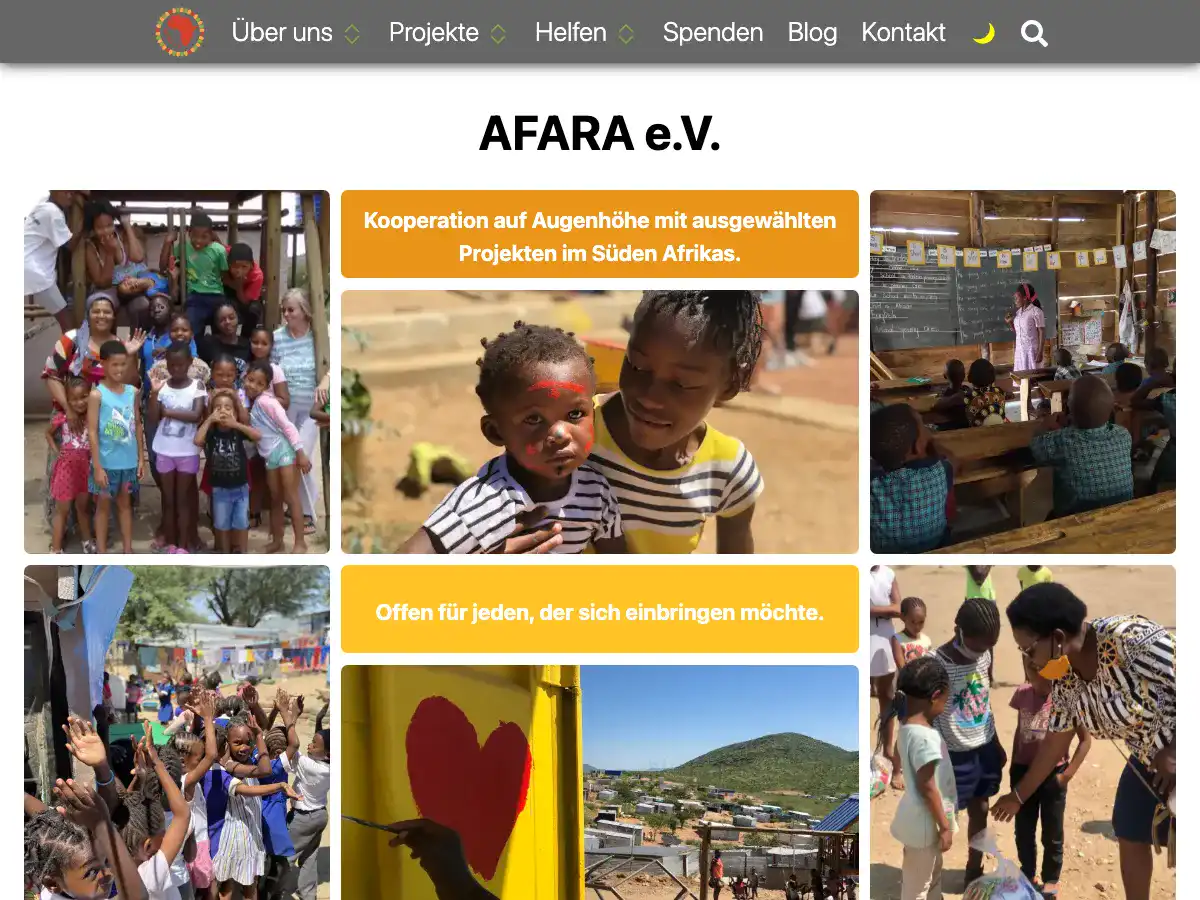 Über uns
Projekte
Helfen
Spenden
Blog
Kontakt
AFARA e.V.
Kooperation auf Augenhöhe mit ausgewählten
Projekten im Süden Afrikas.
Offen für jeden, der sich einbringen möchte.